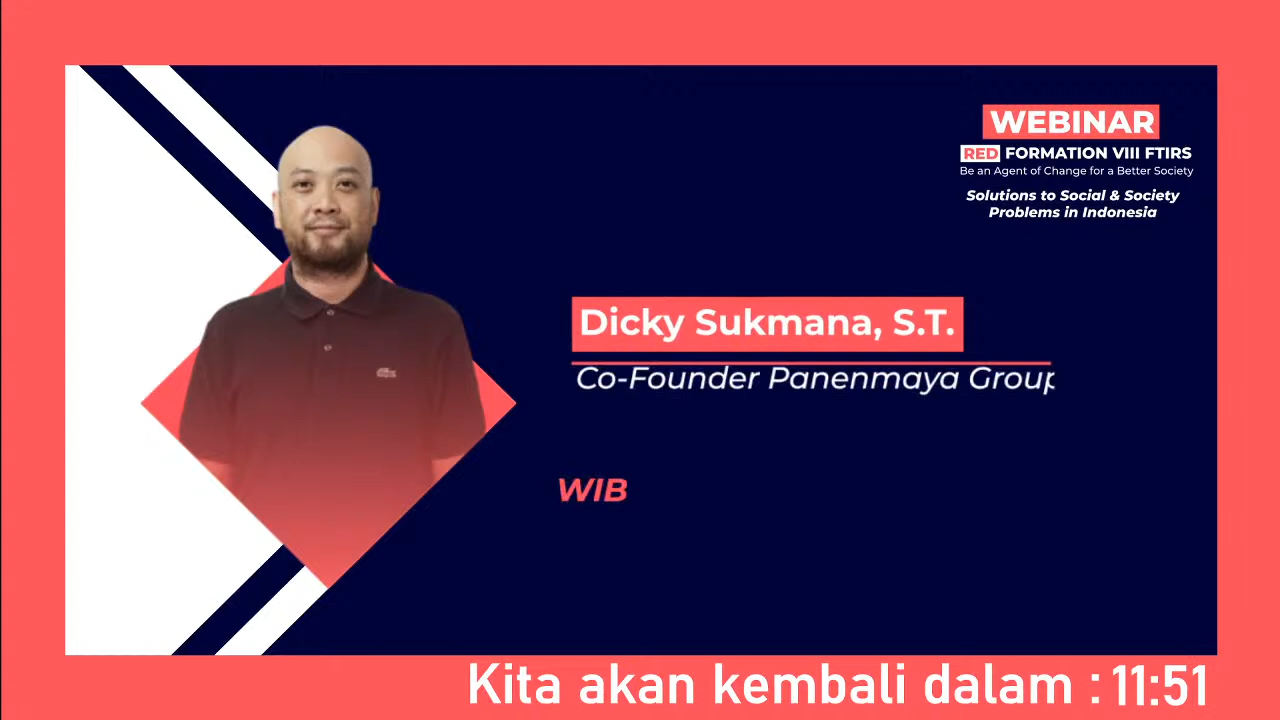 WEBINAR
RED FORMATION VIII FTIRS
Be an Agent of Change for a Better Society
Solutions to Social & Society
Problems in Indonesia
Dicky Sukmana, S.T.
Co-Founder Panenmaya Group
WIB
Kita akan kembali dalam : 11:51